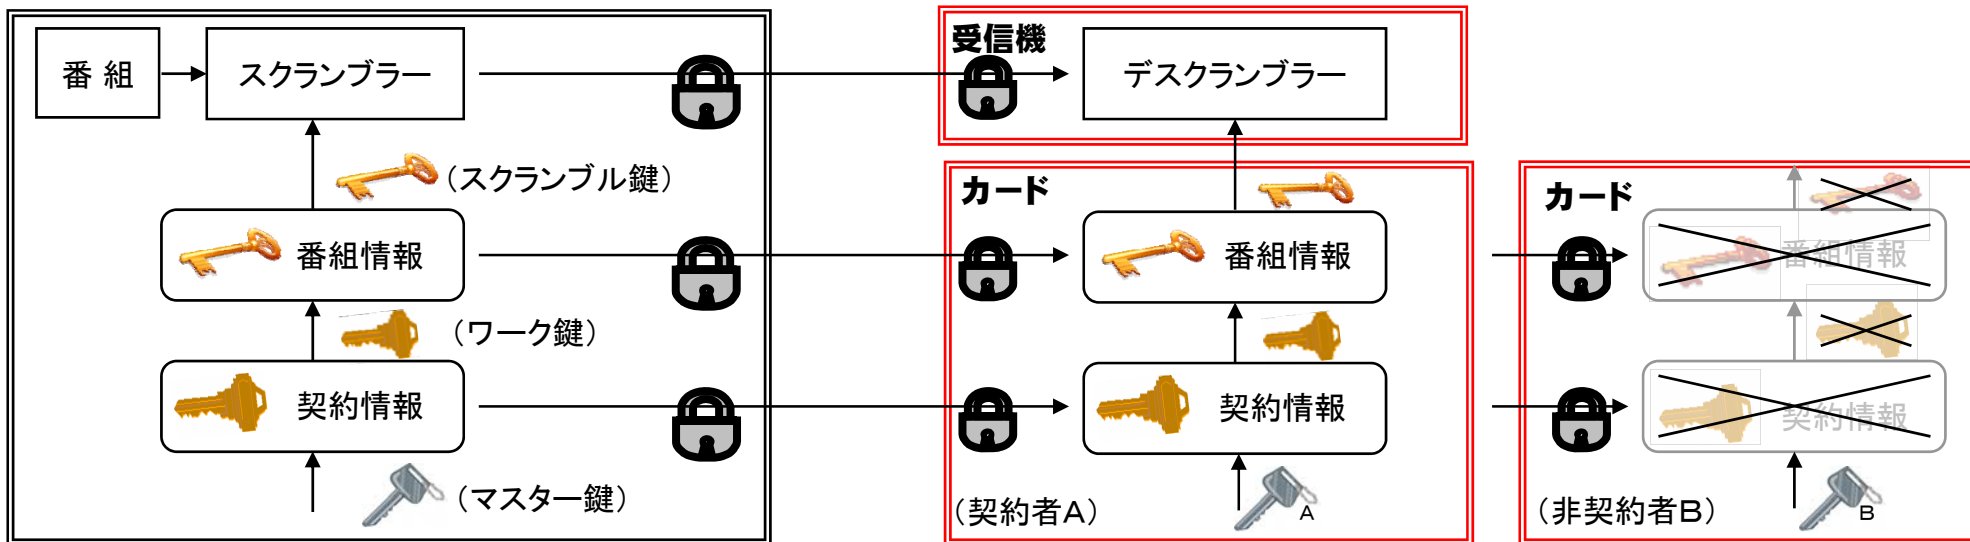 受信機
番 組
スクランブラー
デスクランブラー
(スクランブル鍵)
カード
カード
番組情報
番組情報
番組情報
(ワーク鍵)
契約情報
契約情報
契約情報
(マスター鍵)
(契約者A)
A
(非契約者B)
B